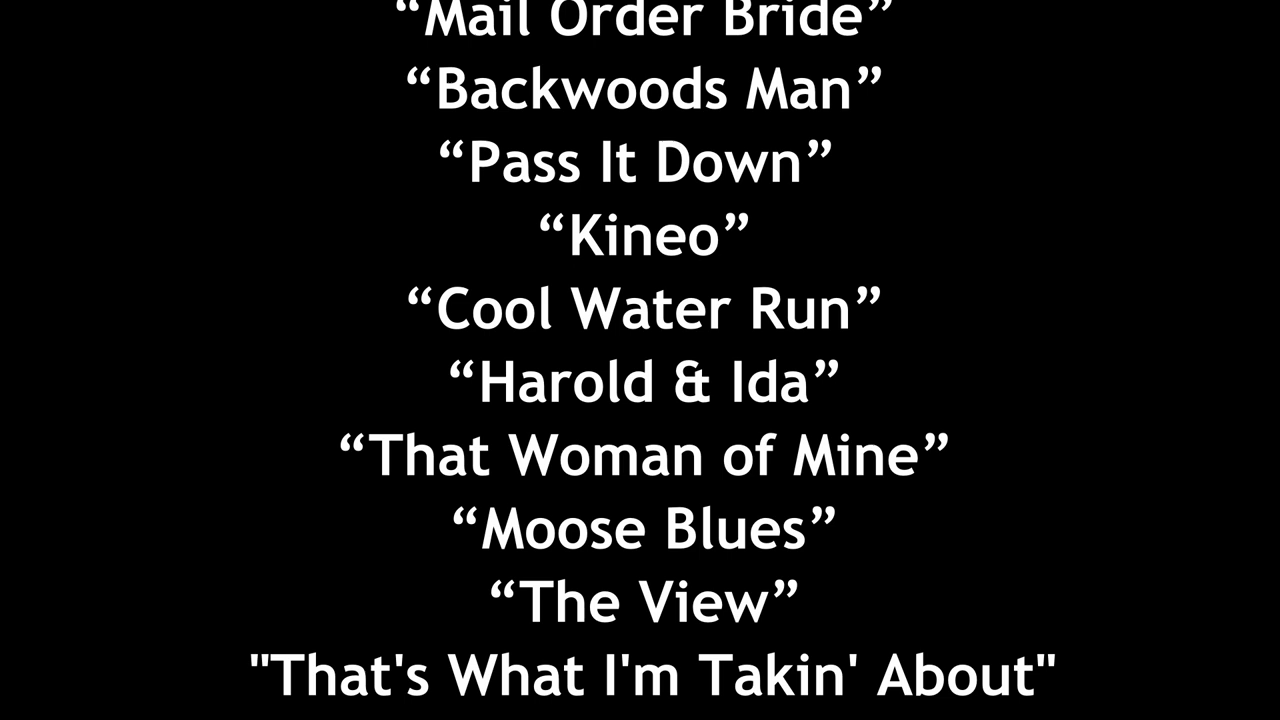 “Mail Order Bride”
“Backwoods Man”
“Pass It Down”
“Kineo”
“Cool Water Run”
“Harold & Ida”
“That Woman of Mine”
“Moose Blues”
“The View”
"That's What I'm Takin' About"